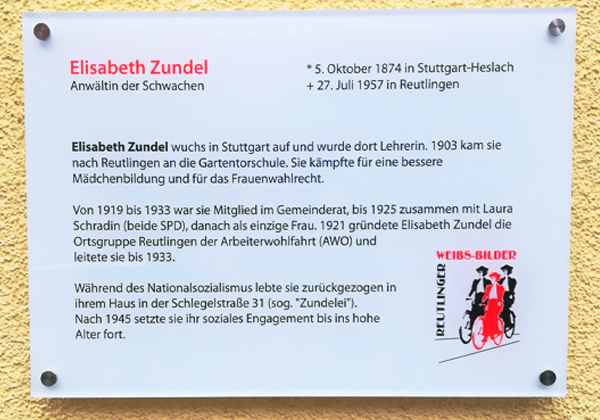 Elisabeth Zundel
Anwältin der Schwachen
* 5. Oktober 1874 in Stuttgart-Heslach
+ 27. Juli 1957 in Reutlingen
Elisabeth Zundel wuchs in Stuttgart auf und wurde dort Lehrerin. 1903 kam sie
nach Reutlingen an die Gartentorschule. Sie kämpfte für eine bessere
Mädchenbildung und für das Frauenwahlrecht.
Von 1919 bis 1933 war sie Mitglied im Gemeinderat, bis 1925 zusammen mit Laura
Schradin (beide SPD), danach als einzige Frau. 1921 gründete Elisabeth Zundel die
Ortsgruppe Reutlingen der Arbeiterwohlfahrt (AWO) und
leitete sie bis 1933.
Während des Nationalsozialismus lebte sie zurückgezogen in
ihrem Haus in der Schlegelstraße 31 (sog. "Zundelei").
Nach 1945 setzte sie ihr soziales Engagement bis ins hohe
Alter fort.
REUTLINGER
WEIBS-BILDER